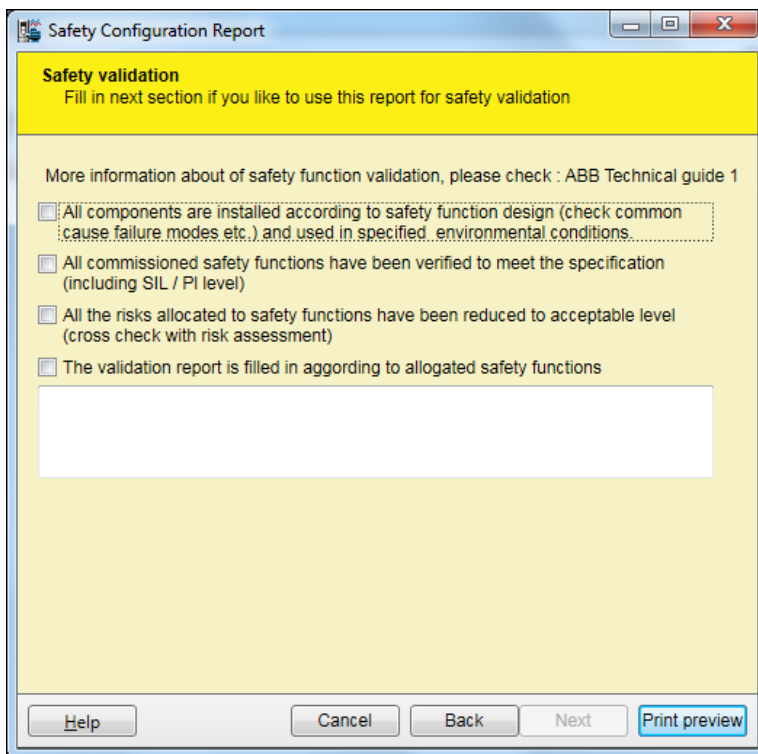 Safety Configuration Report
Safety validation
Fill in next section if you like to use this report for safety validation
More information about of safety function validation, please check : ABB Technical guide 1
All components are installed according to safety function design (check common
cause failure modes etc.) and used in specified environmental conditions.
All commissioned safety functions have been verified to meet the specification
(including SIL / Pl level)
All the risks allocated to safety functions have been reduced to acceptable level
(cross check with risk assessment)
The validation report is filled in aggording to allogated safety functions
Help
Cancel
Back
Next
Print preview